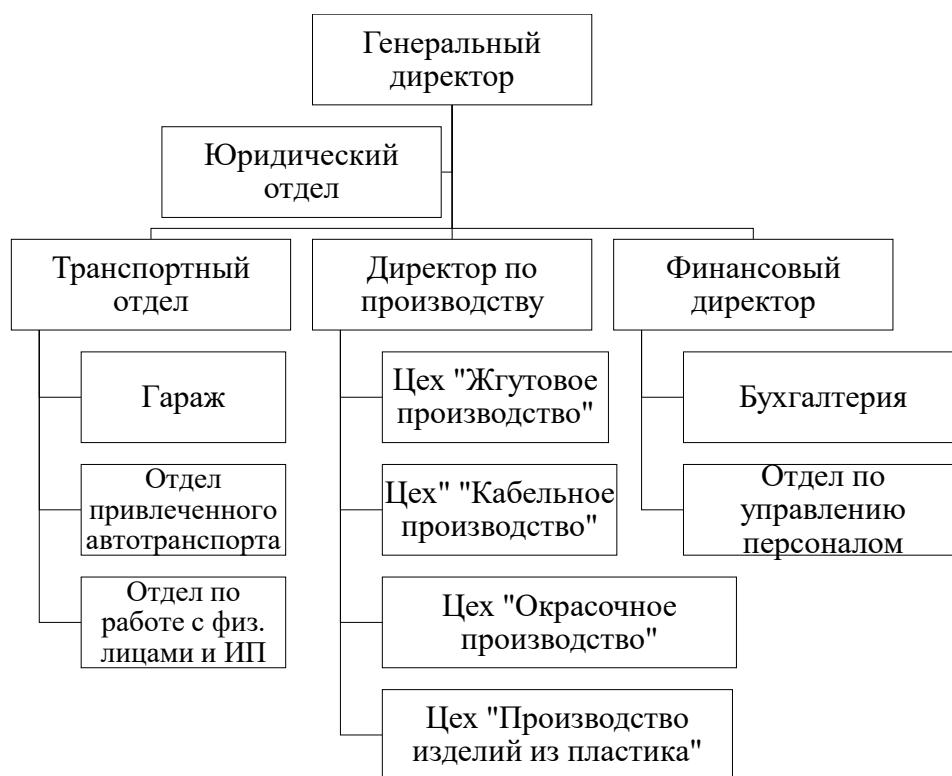 Генеральный
директор
Юридический
отдел
Транспортный
отдел
Директор по
производству
Финансовый
директор
Гараж
Отдел
привлеченного
автотранспорта
Отдел по
работе с физ.
лицами и ИП
Цех "Жгутовое
производство"
Цех" "Кабельное
производство"
Цех "Окрасочное
производство"
Цех "Производство
изделий из пластика"
Бухгалтерия
Отдел по
управлению
персоналом